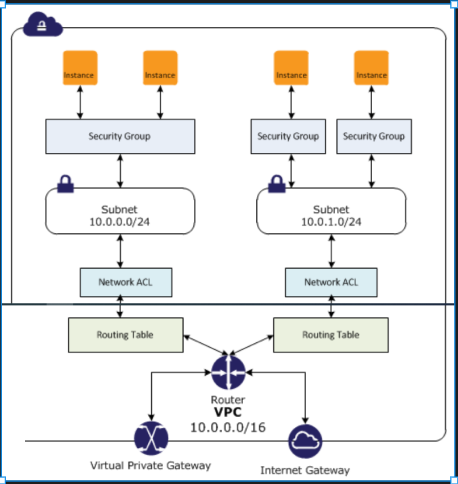 Instance
Instance
Instance
Instance
Security Group
Security Group
Security Group
Subnet
10.0.0.0/24
Subnet
10.0.1.0/24
Network ACL
Network ACL
Routing Table
Routing Table
Router
VPC
10.0.0.0/16
Virtual Private Gateway
Internet Gateway